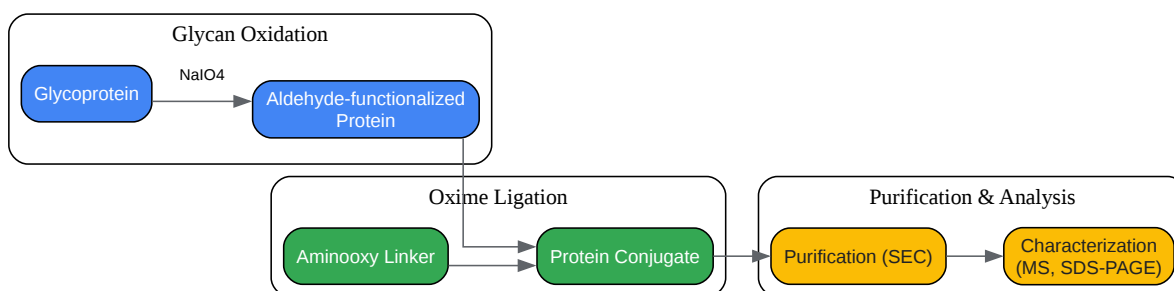 Glycan Oxidation
NaIO4
Glycoprotein
Aldehyde-functionalized
Protein
Oxime Ligation
Aminooxy Linker
Protein Conjugate
Purification & Analysis
Purification (SEC)
Characterization
(MS, SDS-PAGE)